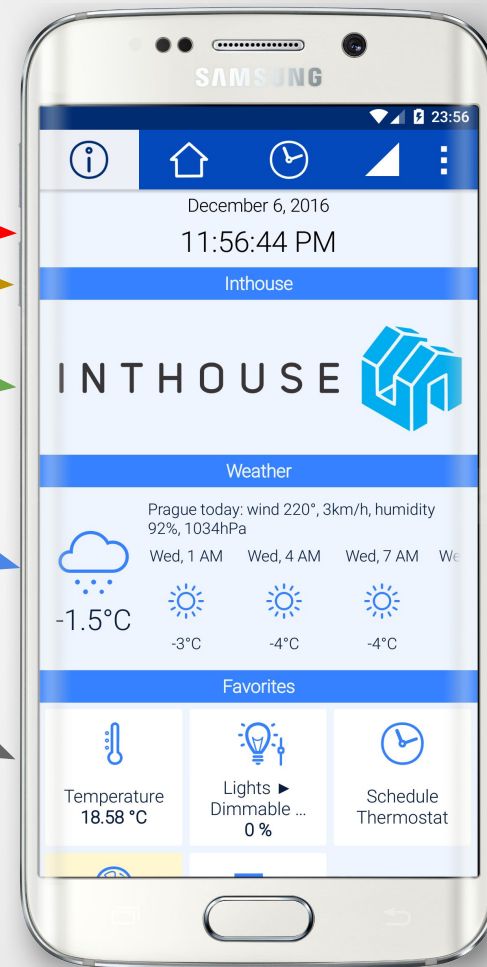 SAMSUNG
23:56
December 6, 2016
11:56:44 PM
Inthouse
INTHOUSE
Weather
Prague today: wind 220°, 3km/h, humidity
92%, 1034hPa
Wed, 1 AM Wed, 4 AM Wed, 7 AM We
-1.5°C
-3°C -4°C -4°C
Favorites
Temperature
18.58 °C
Lights ►
Dimmable ...
0 %
Schedule
Thermostat